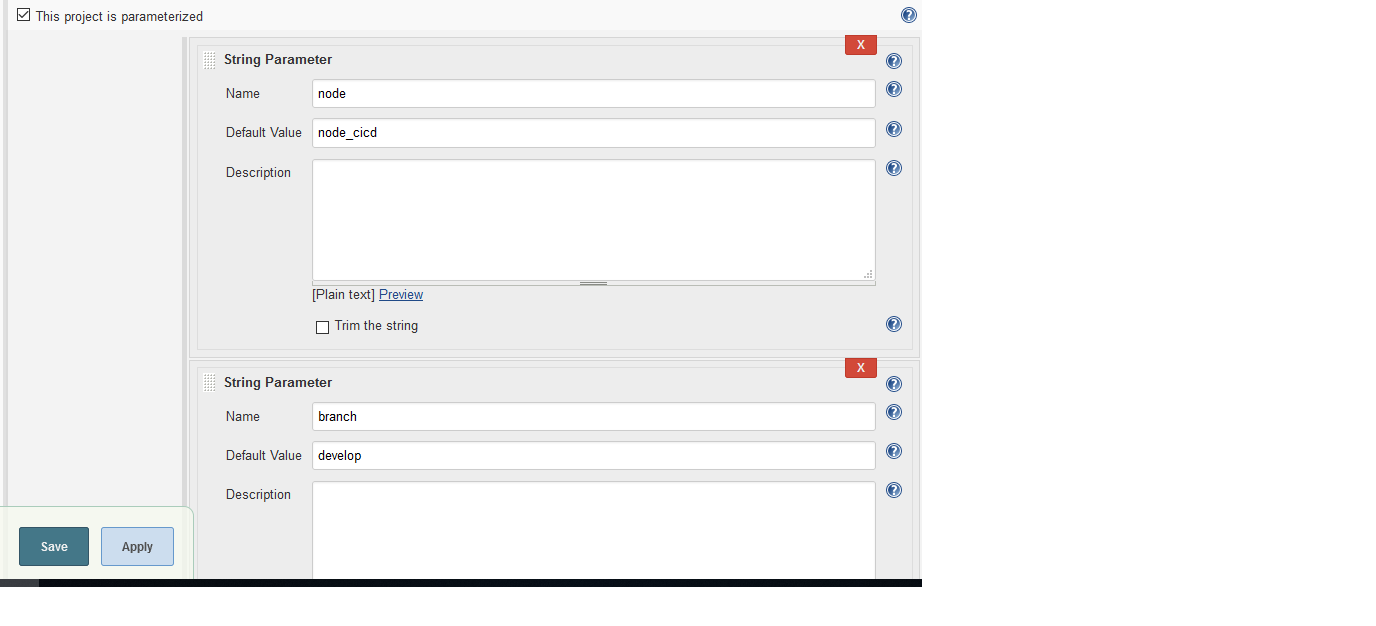 This project is parameterized
X
String Parameter
Name node
Default Value node_cicd
Description
[Plain text] Preview
Trim the string
X
String Parameter
Name branch
Default Value develop
Description
Save Apply